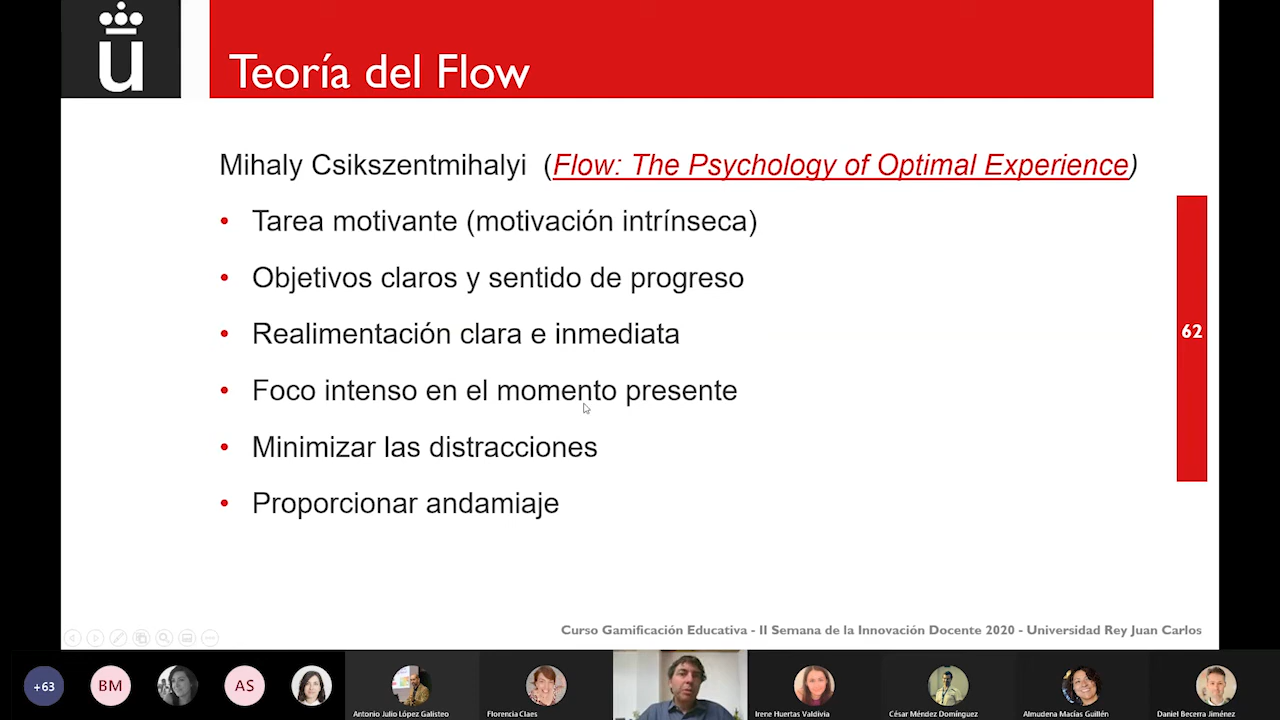 Teoría del Flow
Mihaly Csikszentmihalyi (Flow: The Psychology of Optimal Experience)
• Tarea motivante (motivación intrínseca)
• Objetivos claros y sentido de progreso
• Realimentación clara e inmediata
• Foco intenso en el momento presente
• Minimizar las distracciones
• Proporcionar andamiaje
62
Curso Gamificación Educativa - II Semana de la Innovación Docente 2020 - Universidad Rey Juan Carlos
+63
BM
AS
Antonio Julio López Galisteo
Florencia Claes
Irene Huertas Valdivia
César Méndez Domínguez
Almudena Macías Guillén
Daniel Becerra Jiménez